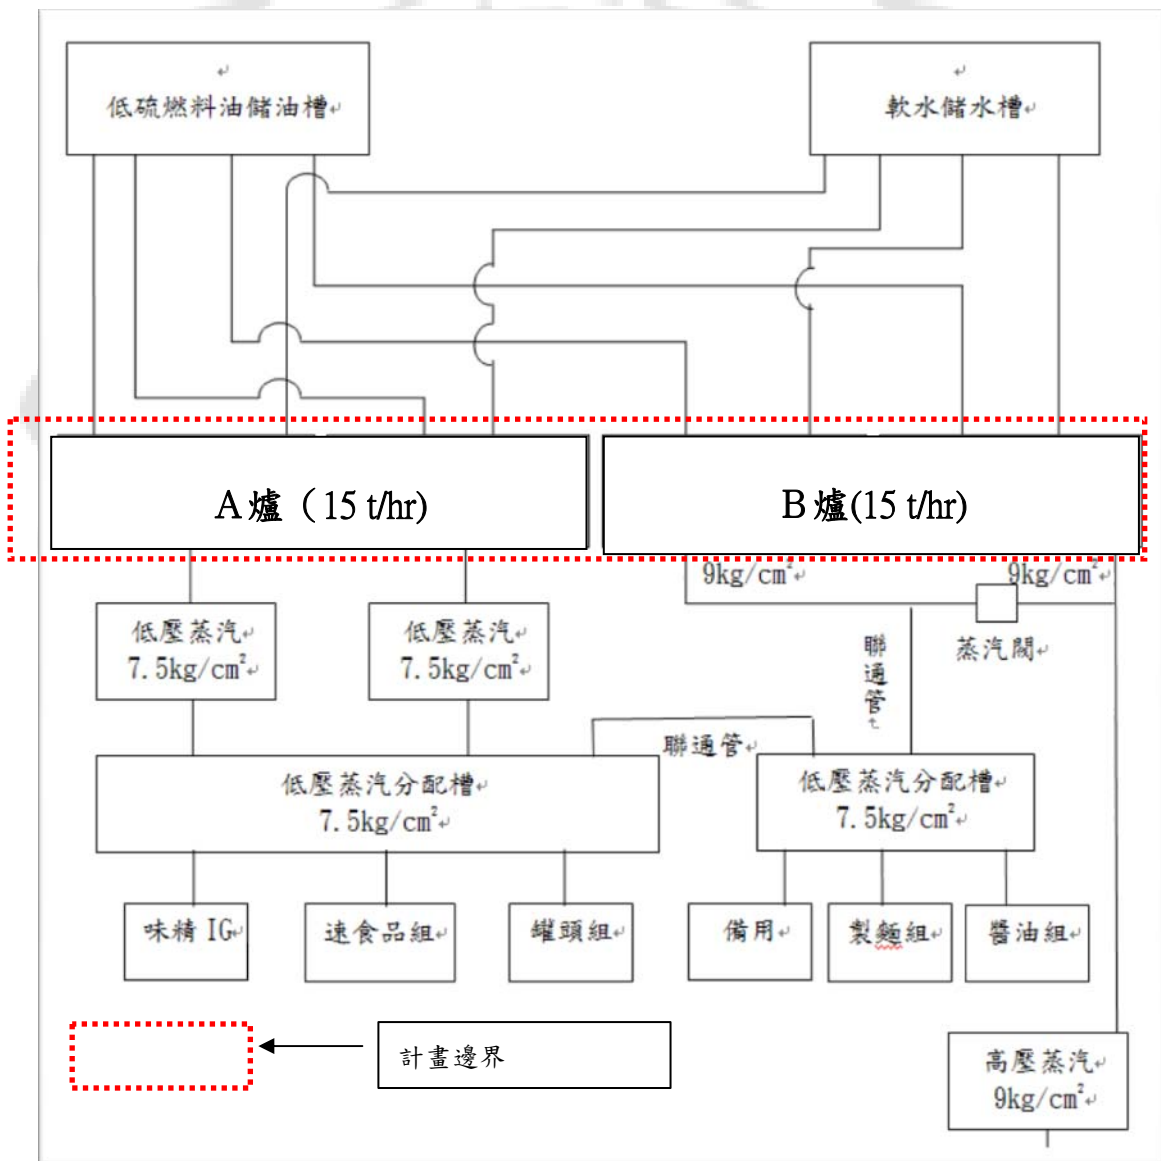 低硫燃料油儲油槽
軟水儲水槽
A爐（15 t/hr)
B爐(15 t/hr)
9kg/cm²
9kg/cm²
低壓蒸汽
7.5kg/cm²
低壓蒸汽
7.5kg/cm²
聯通管
蒸汽閥
聯通管
低壓蒸汽分配槽
7.5kg/cm²
低壓蒸汽分配槽
7.5kg/cm²
味精 IG
速食品組
罐頭組
備用
製麵組
醬油組
計畫邊界
高壓蒸汽
9kg/cm²